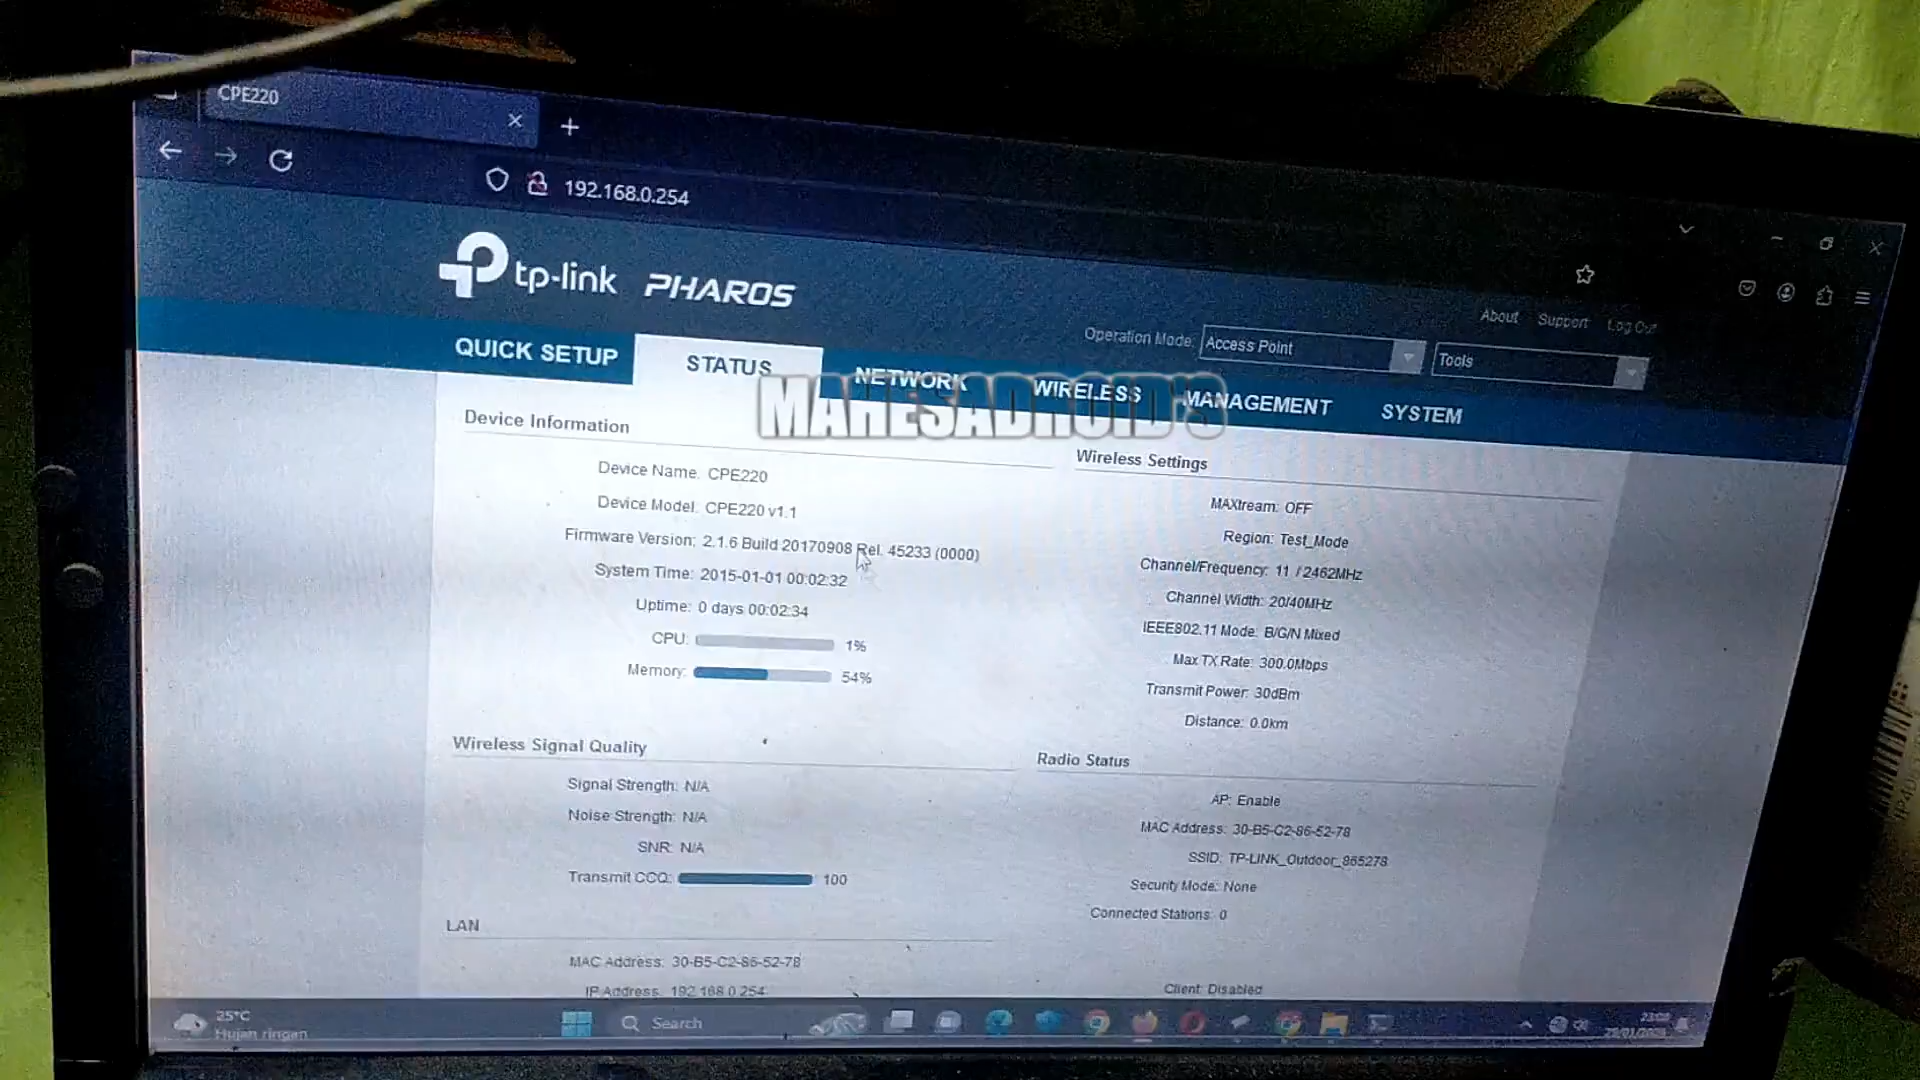 CPE220
192.168.0.254
tp-link PHAROS
About Support Log Out
Operation Mode: Access Point Tools
QUICK SETUP STATUS NETWORK WIRELESS MANAGEMENT SYSTEM
MAHESADROID'S
Device Information
Device Name: CPE220
Device Model: CPE220 v1.1
Firmware Version: 2.1.6 Build 20170908 Rel. 45233 (0000)
System Time: 2015-01-01 00:02:32
Uptime: 0 days 00:02:34
CPU: 1%
Memory: 54%
Wireless Settings
MAXtream: OFF
Region: Test_Mode
Channel/Frequency: 11 / 2462MHz
Channel Width: 20/40MHz
IEEE802.11 Mode: B/G/N Mixed
Max TX Rate: 300.0Mbps
Transmit Power: 30dBm
Distance: 0.0km
Wireless Signal Quality
Signal Strength: N/A
Noise Strength: N/A
SNR: N/A
Transmit CCQ: 100
Radio Status
AP: Enable
MAC Address: 30-B5-C2-86-52-78
SSID: TP-LINK_Outdoor_865278
Security Mode: None
Connected Stations: 0
LAN
MAC Address: 30-B5-C2-86-52-78
IP Address: 192.168.0.254
Client: Disabled
25°C
Hujan ringan
Search